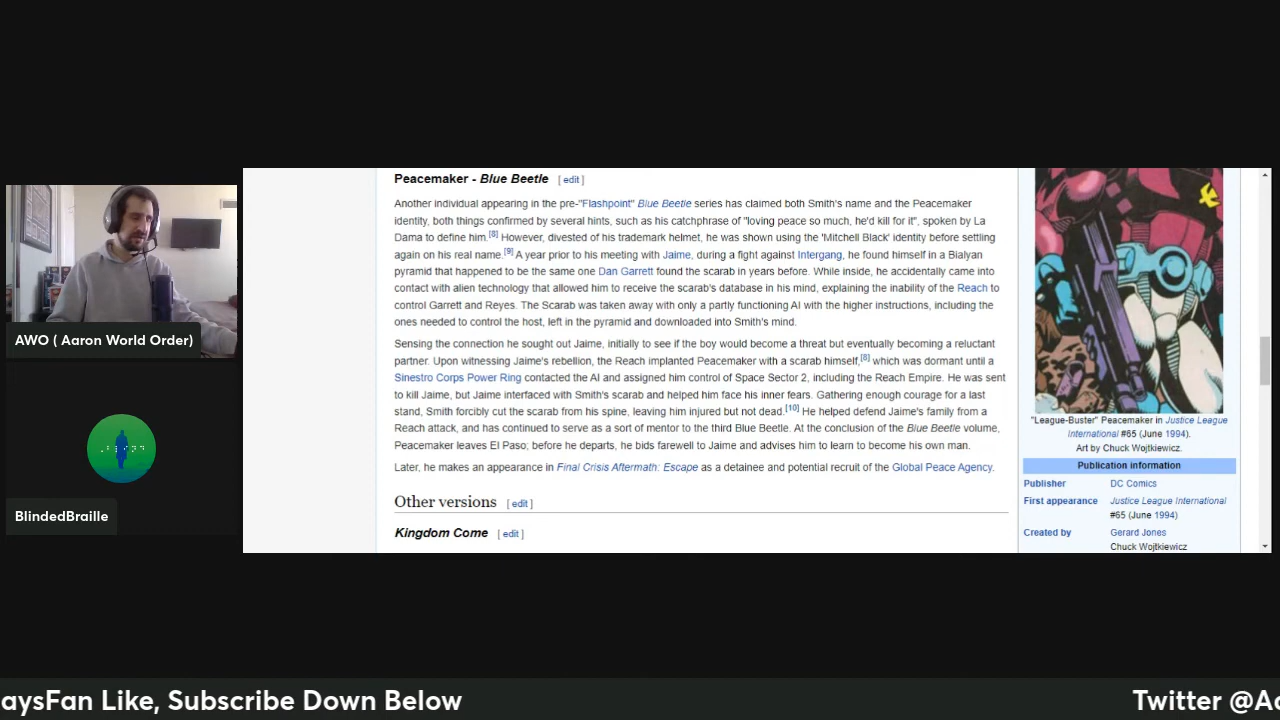 Peacemaker - Blue Beetle [ edit ]
Another individual appearing in the pre-"Flashpoint" Blue Beetle series has claimed both Smith's name and the Peacemaker
identity, both things confirmed by several hints, such as his catchphrase of "loving peace so much, he'd kill for it", spoken by La
Dama to define him.[8] However, divested of his trademark helmet, he was shown using the 'Mitchell Black' identity before settling
again on his real name.[9] A year prior to his meeting with Jaime, during a fight against Intergang, he found himself in a Bialyan
pyramid that happened to be the same one Dan Garrett found the scarab in years before. While inside, he accidentally came into
contact with alien technology that allowed him to receive the scarab's database in his mind, explaining the inability of the Reach to
control Garrett and Reyes. The Scarab was taken away with only a partly functioning AI with the higher instructions, including the
ones needed to control the host, left in the pyramid and downloaded into Smith's mind.
Sensing the connection he sought out Jaime, initially to see if the boy would become a threat but eventually becoming a reluctant
partner. Upon witnessing Jaime's rebellion, the Reach implanted Peacemaker with a scarab himself,[8] which was dormant until a
Sinestro Corps Power Ring contacted the AI and assigned him control of Space Sector 2, including the Reach Empire. He was sent
to kill Jaime, but Jaime interfaced with Smith's scarab and helped him face his inner fears. Gathering enough courage for a last
stand, Smith forcibly cut the scarab from his spine, leaving him injured but not dead.[10] He helped defend Jaime's family from a
Reach attack, and has continued to serve as a sort of mentor to the third Blue Beetle. At the conclusion of the Blue Beetle volume,
Peacemaker leaves El Paso; before he departs, he bids farewell to Jaime and advises him to learn to become his own man.
Later, he makes an appearance in Final Crisis Aftermath: Escape as a detainee and potential recruit of the Global Peace Agency.
Other versions [ edit ]
Kingdom Come [ edit ]
"League-Buster" Peacemaker in Justice League
International #65 (June 1994).
Art by Chuck Wojtkiewicz.
Publication information
Publisher DC Comics
First appearance Justice League International
#65 (June 1994)
Created by Gerard Jones
Chuck Wojtkiewicz
AWO ( Aaron World Order)
BlindedBraille
aysFan Like, Subscribe Down Below
Twitter @Aa